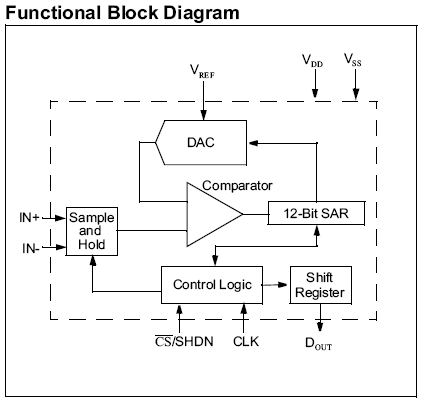 Functional Block Diagram
VREF
VDD
VSS
DAC
Comparator
IN+
IN-
Sample
and
Hold
12-Bit SAR
Control Logic
Shift
Register
C̅S̅/SHDN
CLK
DOUT